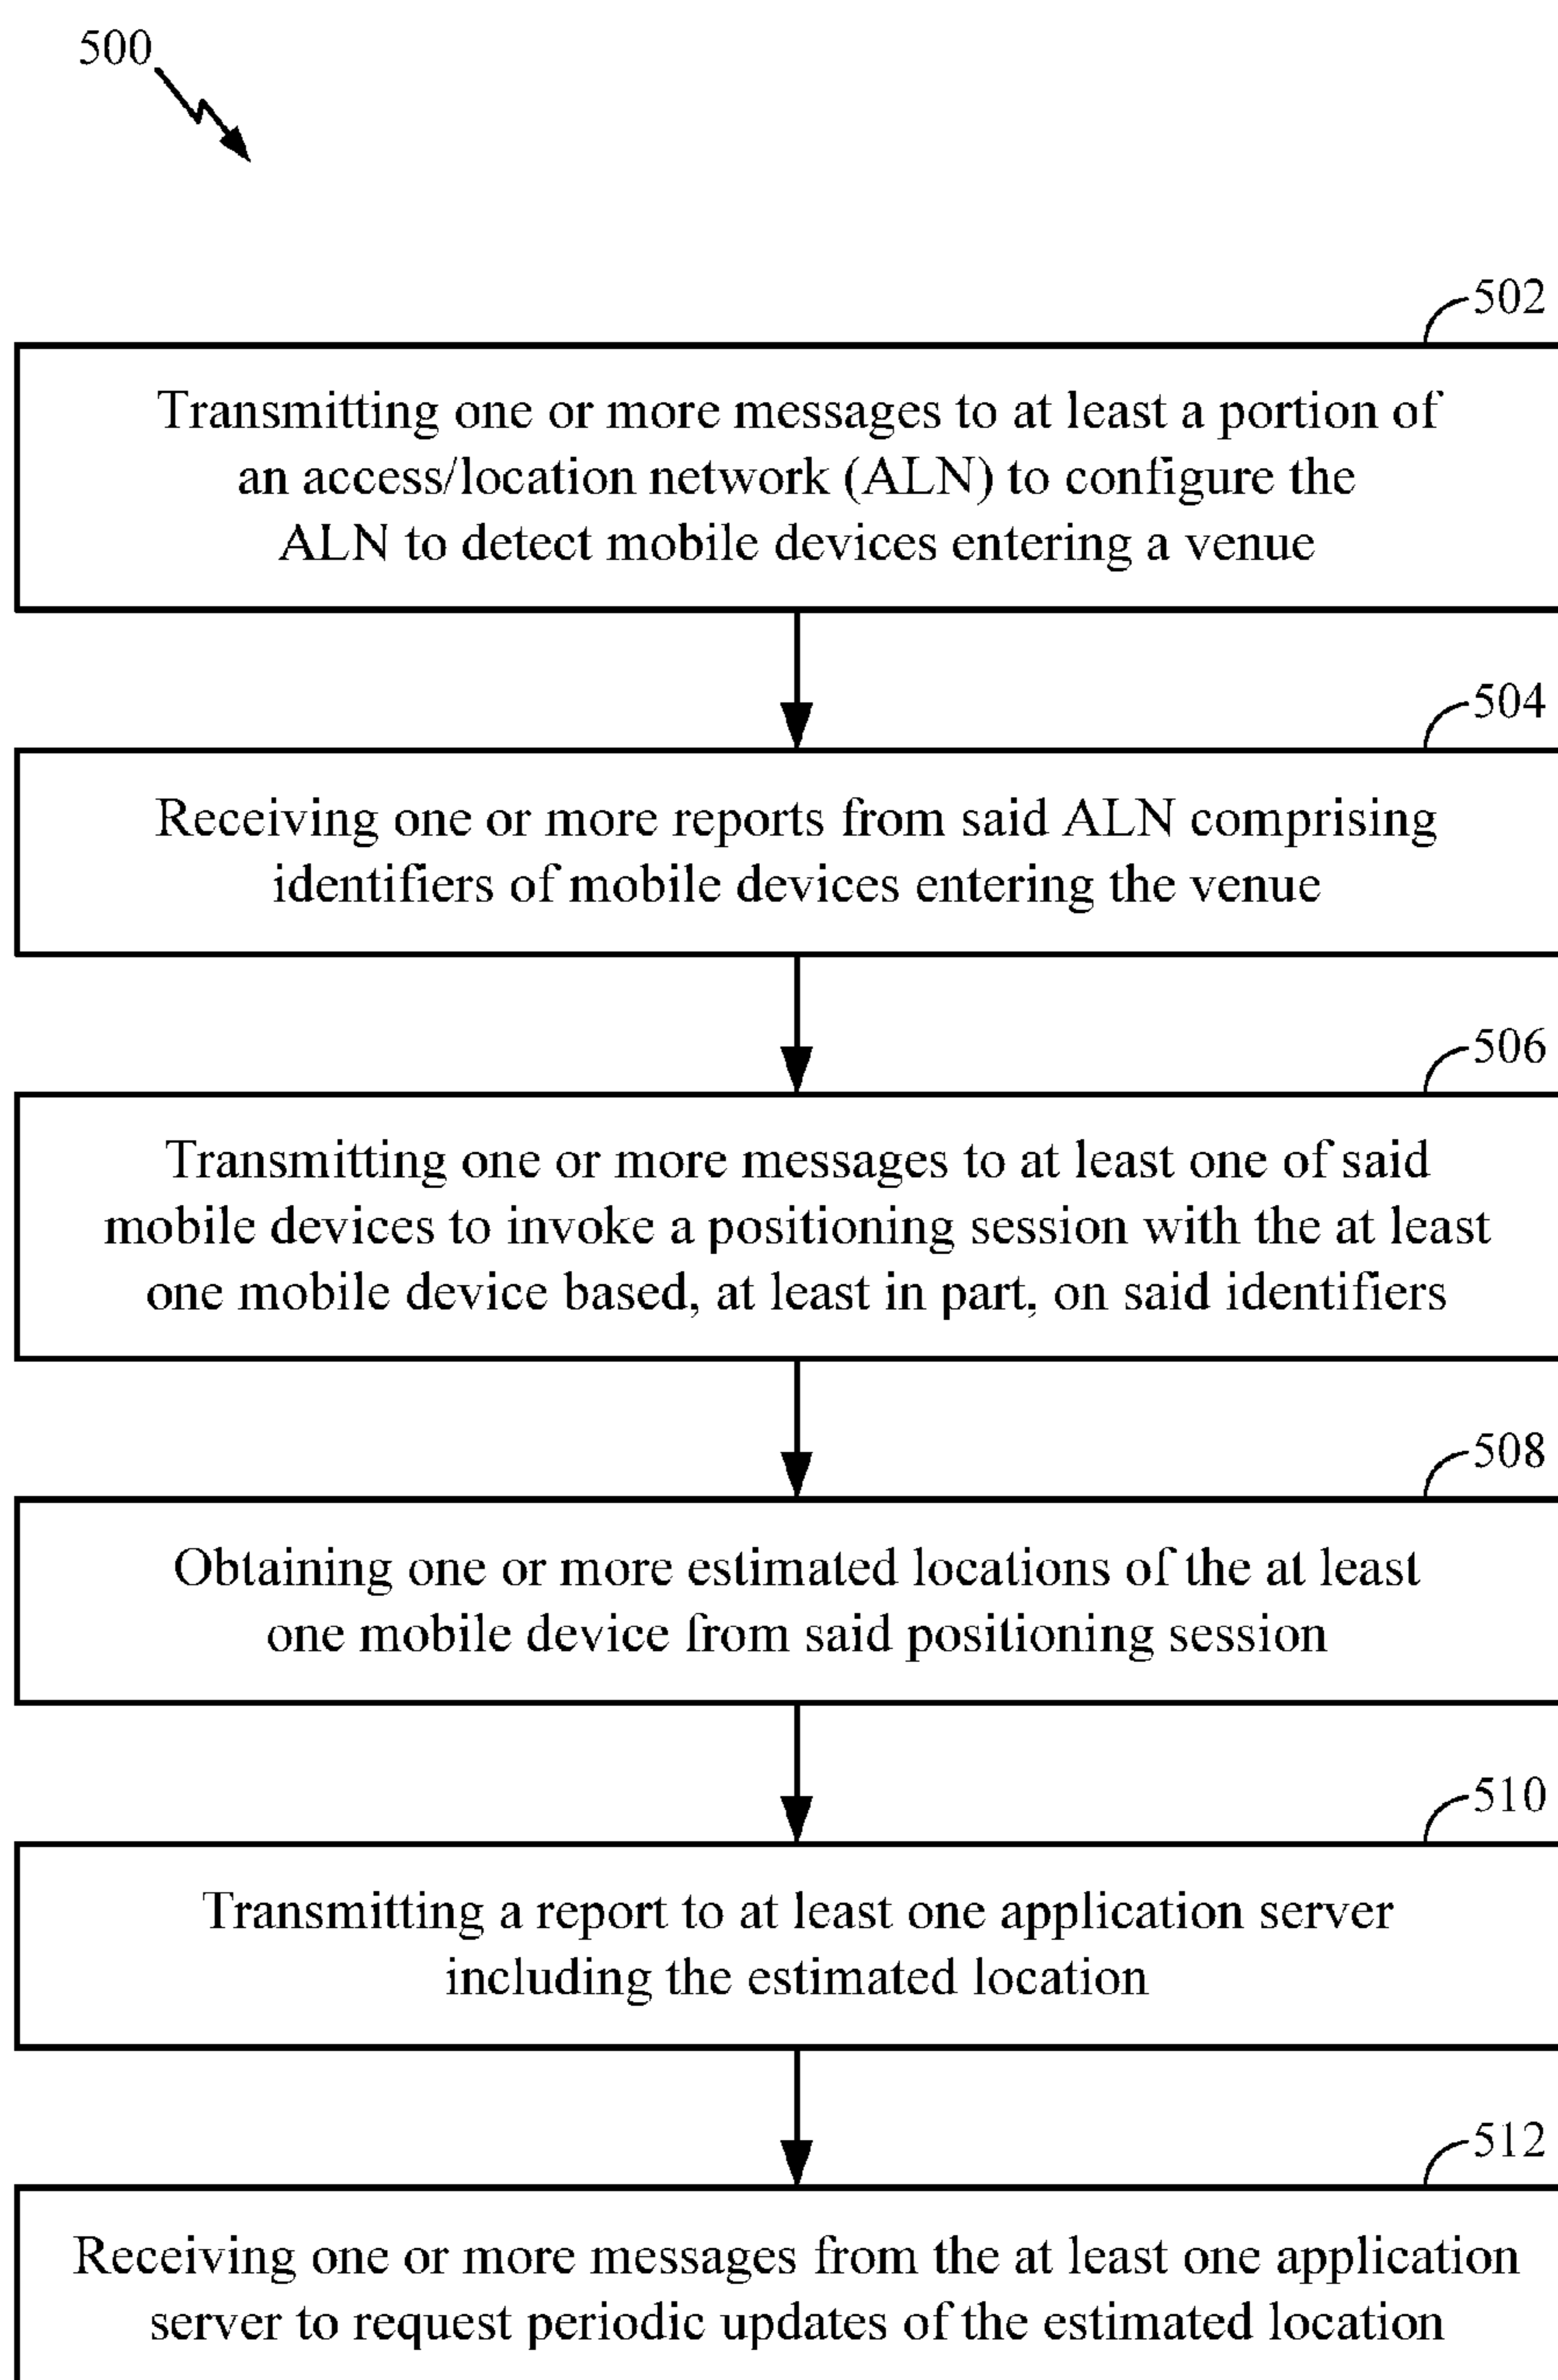 500
502
Transmitting one or more messages to at least a portion of
an access/location network (ALN) to configure the
ALN to detect mobile devices entering a venue
504
Receiving one or more reports from said ALN comprising
identifiers of mobile devices entering the venue
506
Transmitting one or more messages to at least one of said
mobile devices to invoke a positioning session with the at least
one mobile device based, at least in part, on said identifiers
508
Obtaining one or more estimated locations of the at least
one mobile device from said positioning session
510
Transmitting a report to at least one application server
including the estimated location
512
Receiving one or more messages from the at least one application
server to request periodic updates of the estimated location